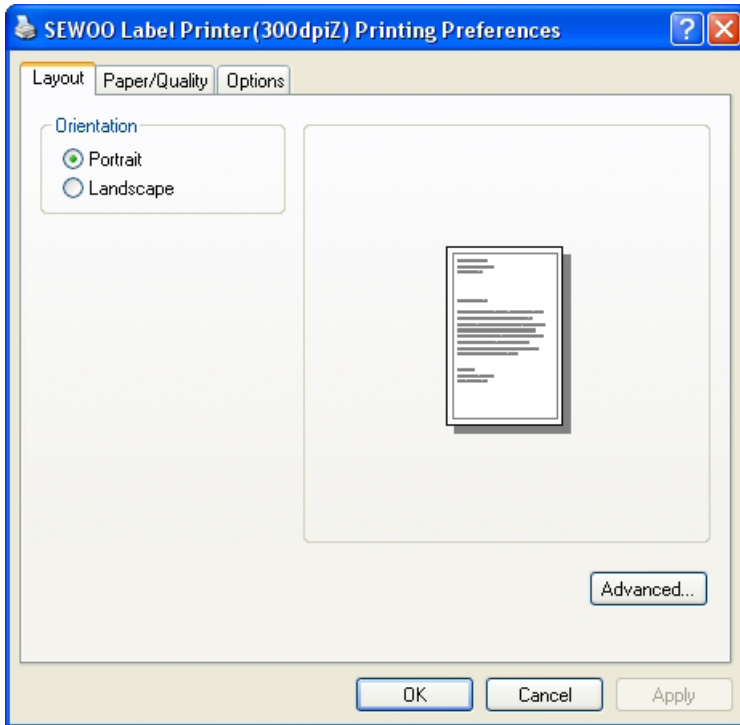 SEWOO Label Printer(300dpiZ) Printing Preferences
Layout Paper/Quality Options
Orientation
Portrait
Landscape
Advanced...
OK Cancel Apply